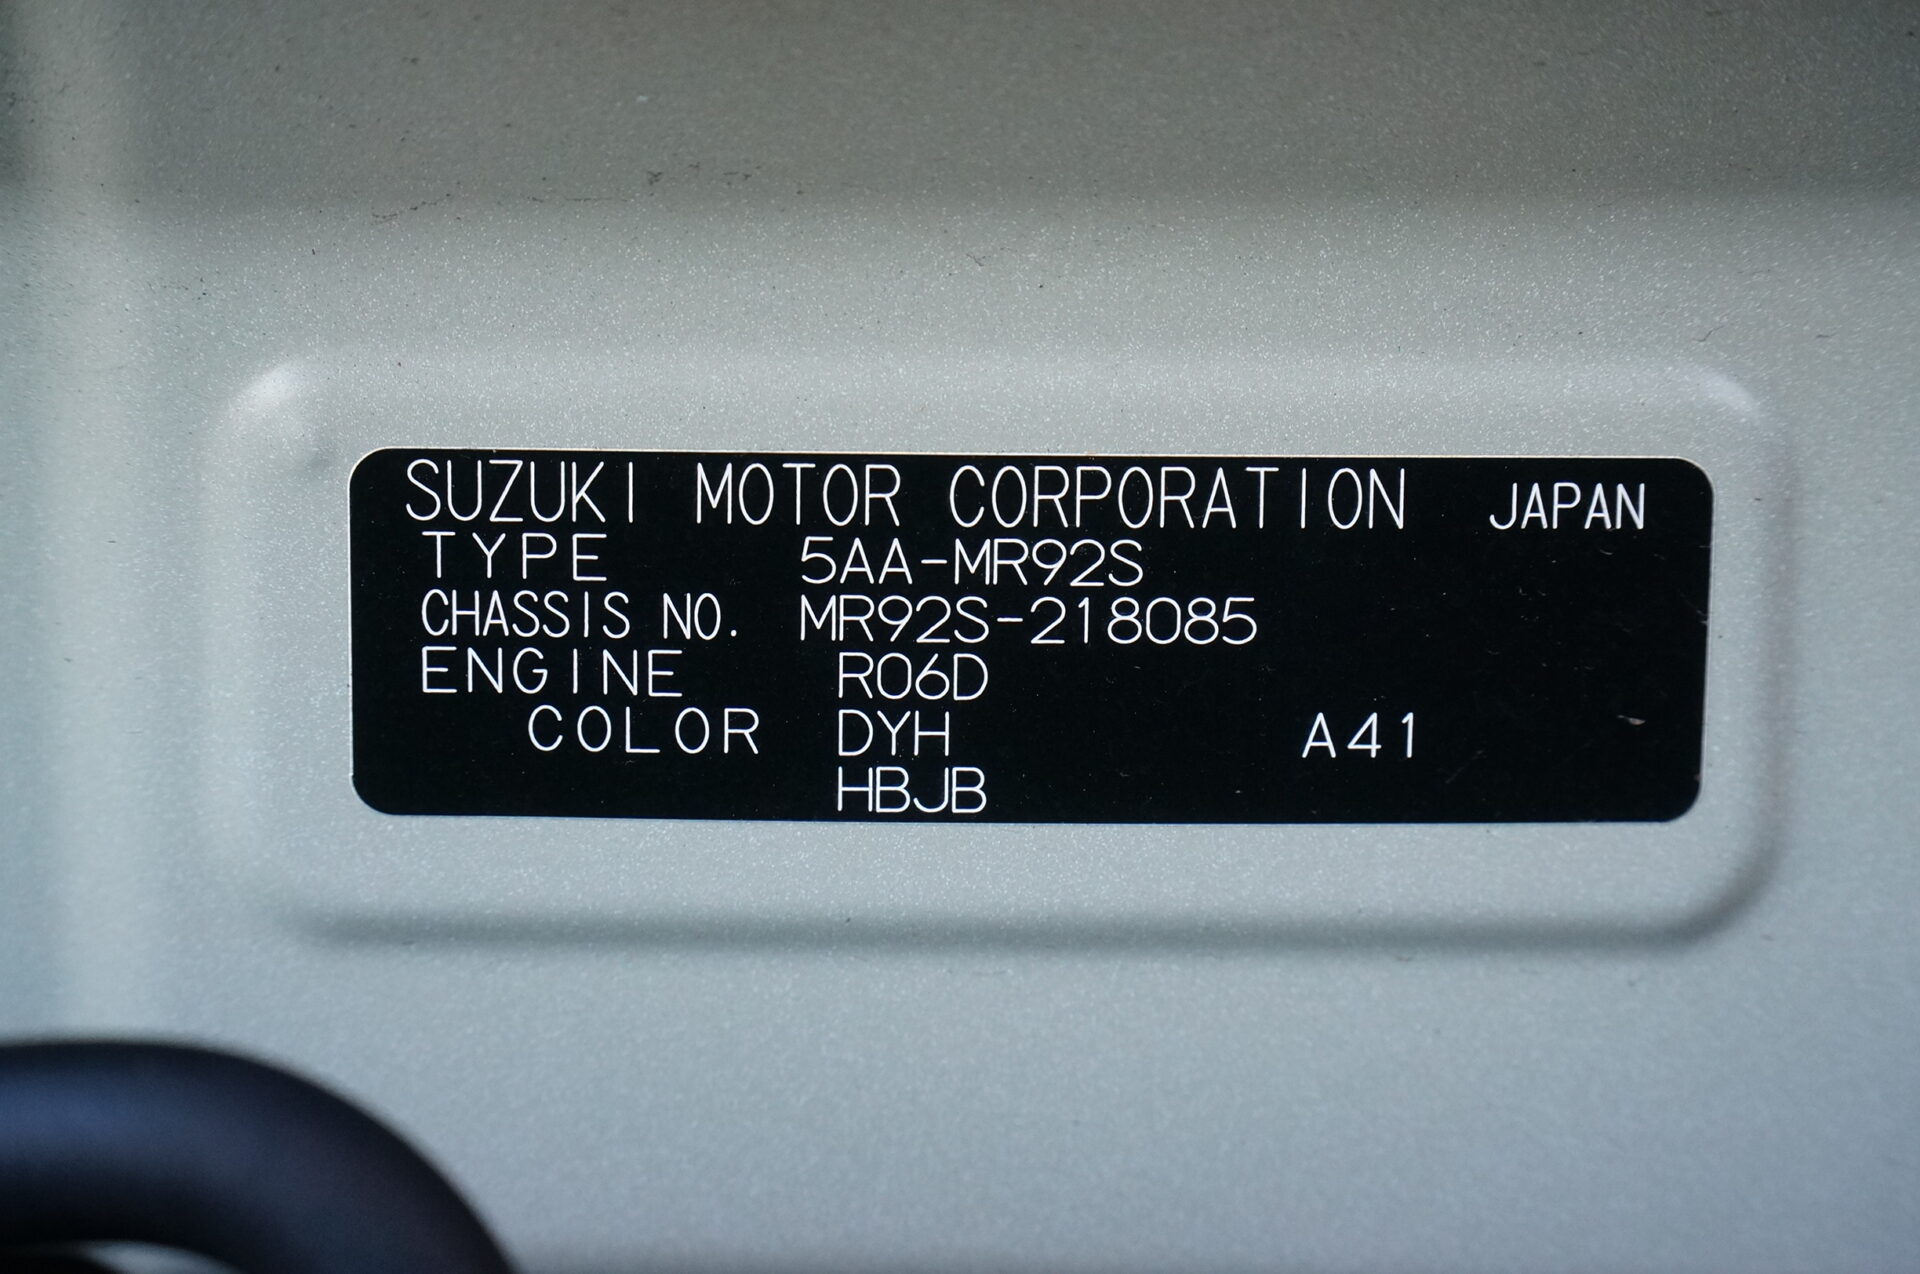 SUZUKI MOTOR CORPORATION JAPAN
TYPE 5AA-MR92S
CHASSIS NO. MR92S-218085
ENGINE R06D
COLOR DYH A41
HBJB